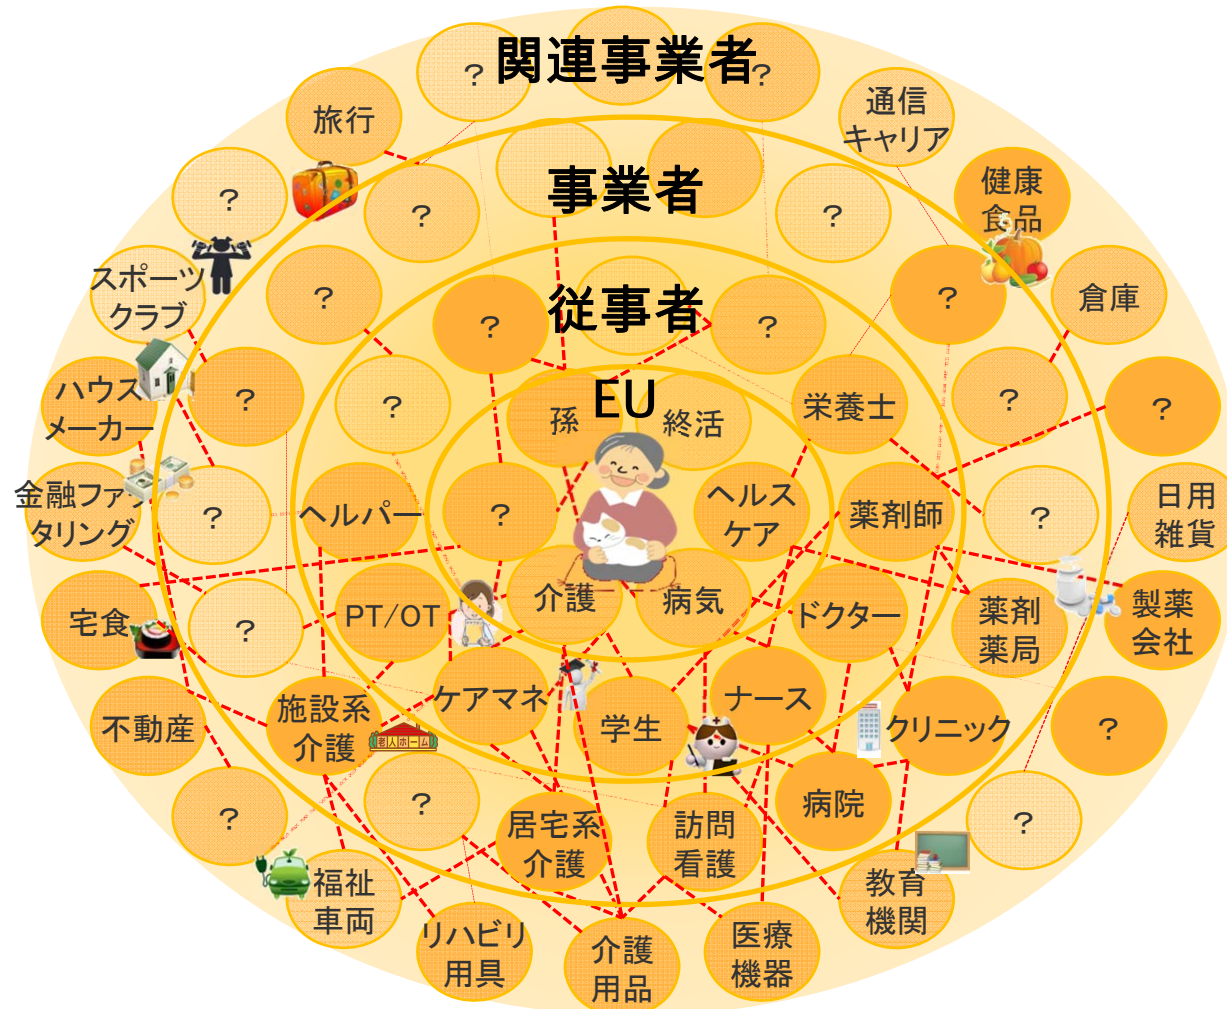 関連事業者
?
?
旅行
通信
キャリア
健康
食品
?
事業者
?
?
スポーツ
クラブ
?
従事者
?
倉庫
?
?
ハウス
メーカー
?
?
EU
孫
終活
栄養士
?
?
金融ファク
タリング
?
ヘルパー
?
ヘルス
ケア
薬剤師
?
日用
雑貨
宅食
?
PT/OT
介護
病気
ドクター
薬剤
薬局
製薬
会社
不動産
施設系
介護
老人ホーム
ケアマネ
学生
ナース
クリニック
?
?
?
居宅系
介護
訪問
看護
病院
?
福祉
車両
リハビリ
用具
介護
用品
医療
機器
教育
機関